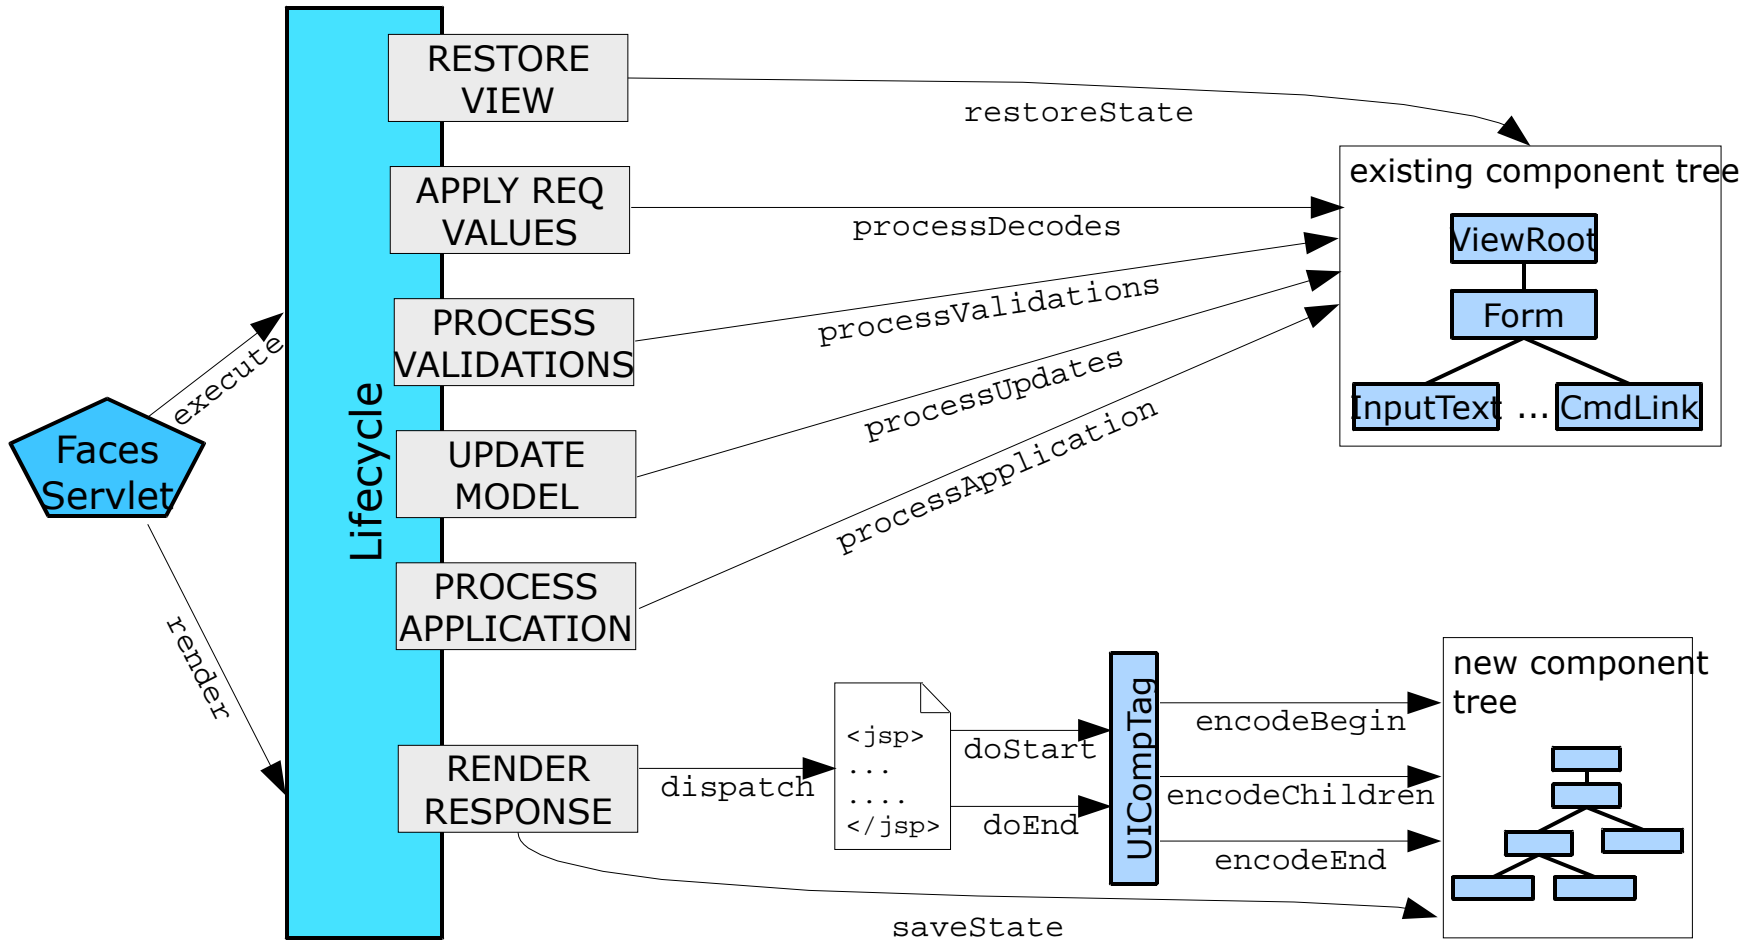 RESTORE
VIEW
restoreState
existing component tree
APPLY REQ
VALUES
processDecodes
ViewRoot
PROCESS
VALIDATIONS
processValidations
Form
execute
InputText
...
CmdLink
processUpdates
Lifecycle
Faces
Servlet
UPDATE
MODEL
processApplication
PROCESS
APPLICATION
render
new component
tree
RENDER
RESPONSE
dispatch
<jsp>
...
....
</jsp>
doStart
doEnd
UICompTag
encodeBegin
encodeChildren
encodeEnd
saveState